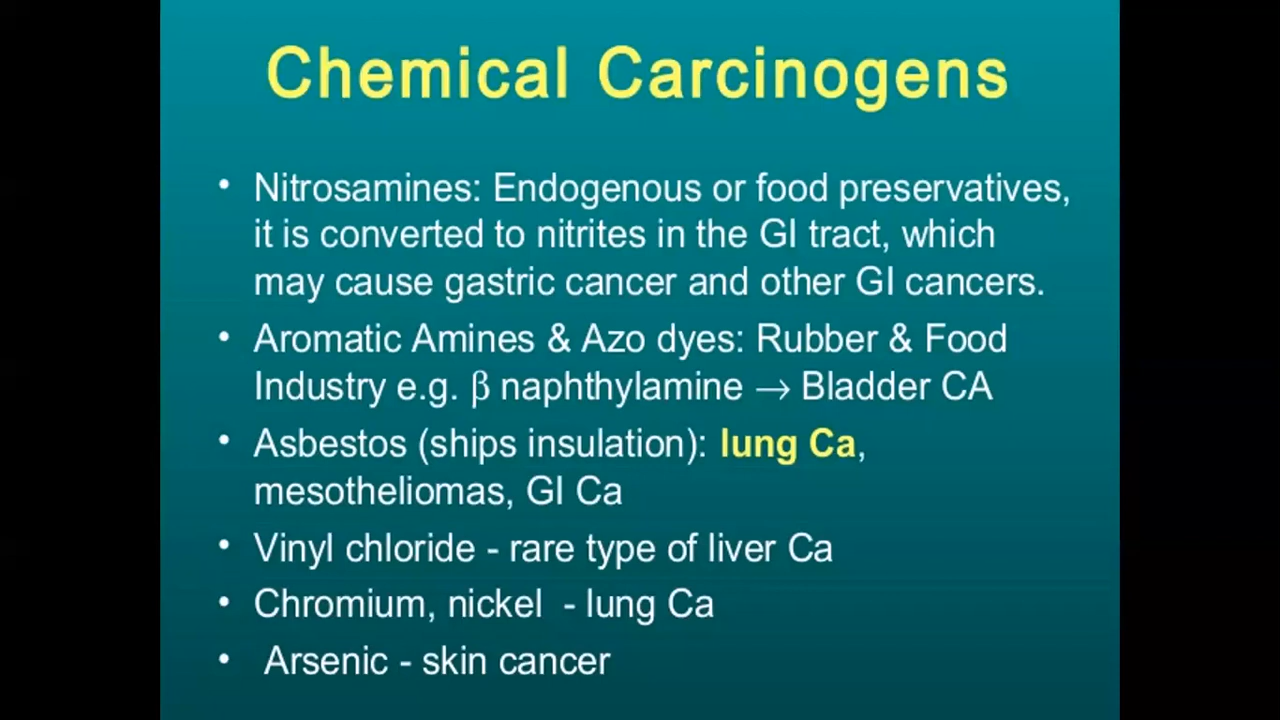 Chemical Carcinogens
• Nitrosamines: Endogenous or food preservatives,
it is converted to nitrites in the GI tract, which
may cause gastric cancer and other GI cancers.
• Aromatic Amines & Azo dyes: Rubber & Food
Industry e.g. β naphthylamine → Bladder CA
• Asbestos (ships insulation): lung Ca,
mesotheliomas, GI Ca
• Vinyl chloride - rare type of liver Ca
• Chromium, nickel - lung Ca
• Arsenic - skin cancer